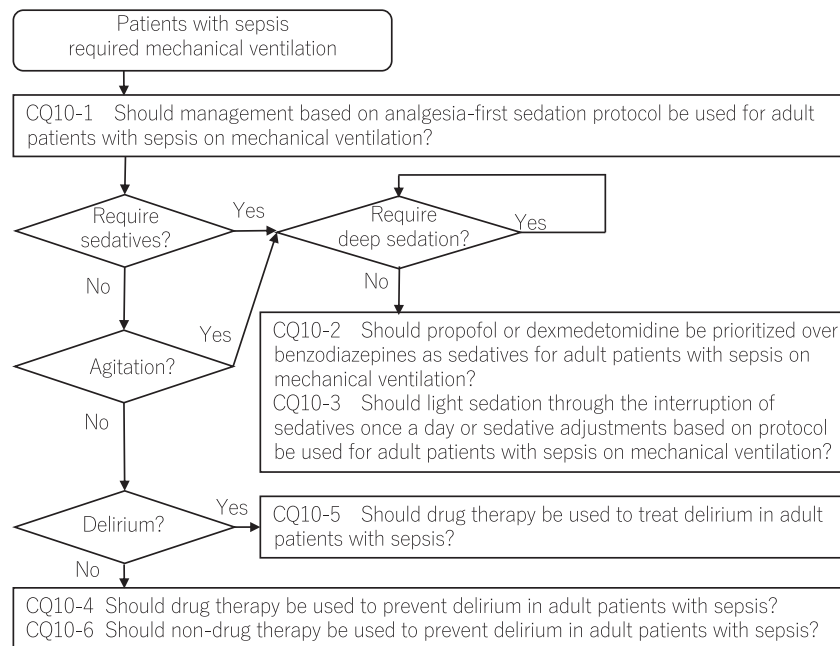 Patients with sepsis
required mechanical ventilation
CQ10-1 Should management based on analgesia-first sedation protocol be used for adult
patients with sepsis on mechanical ventilation?
Require
sedatives?
Yes
Require
deep sedation?
Yes
No
No
Agitation?
Yes
CQ10-2 Should propofol or dexmedetomidine be prioritized over
benzodiazepines as sedatives for adult patients with sepsis on
mechanical ventilation?
CQ10-3 Should light sedation through the interruption of
sedatives once a day or sedative adjustments based on protocol
be used for adult patients with sepsis on mechanical ventilation?
No
Delirium?
Yes
CQ10-5 Should drug therapy be used to treat delirium in adult
patients with sepsis?
No
CQ10-4 Should drug therapy be used to prevent delirium in adult patients with sepsis?
CQ10-6 Should non-drug therapy be used to prevent delirium in adult patients with sepsis?